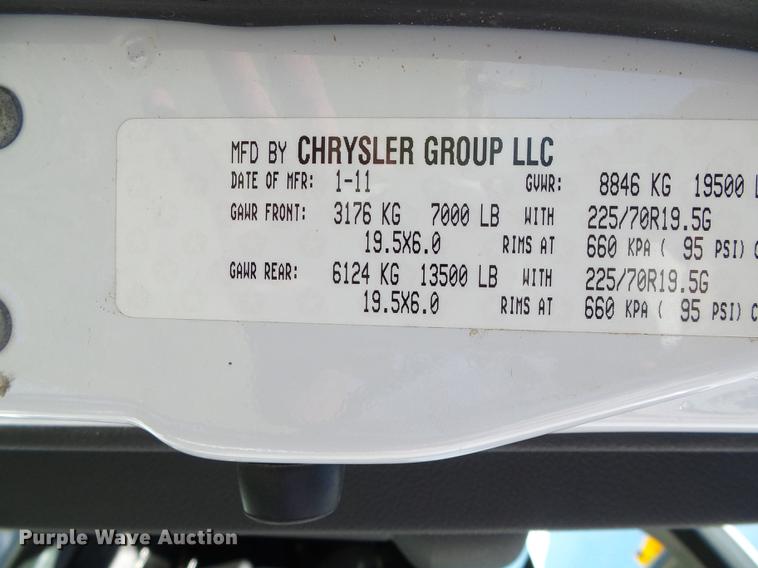 MFD BY CHRYSLER GROUP LLC
DATE OF MFR: 1-11 GVWR: 8846 KG 19500 L
GAWR FRONT: 3176 KG 7000 LB WITH 225/70R19.5G
19.5X6.0 RIMS AT 660 KPA ( 95 PSI) C
GAWR REAR: 6124 KG 13500 LB WITH 225/70R19.5G
19.5X6.0 RIMS AT 660 KPA ( 95 PSI) C
Purple Wave Auction